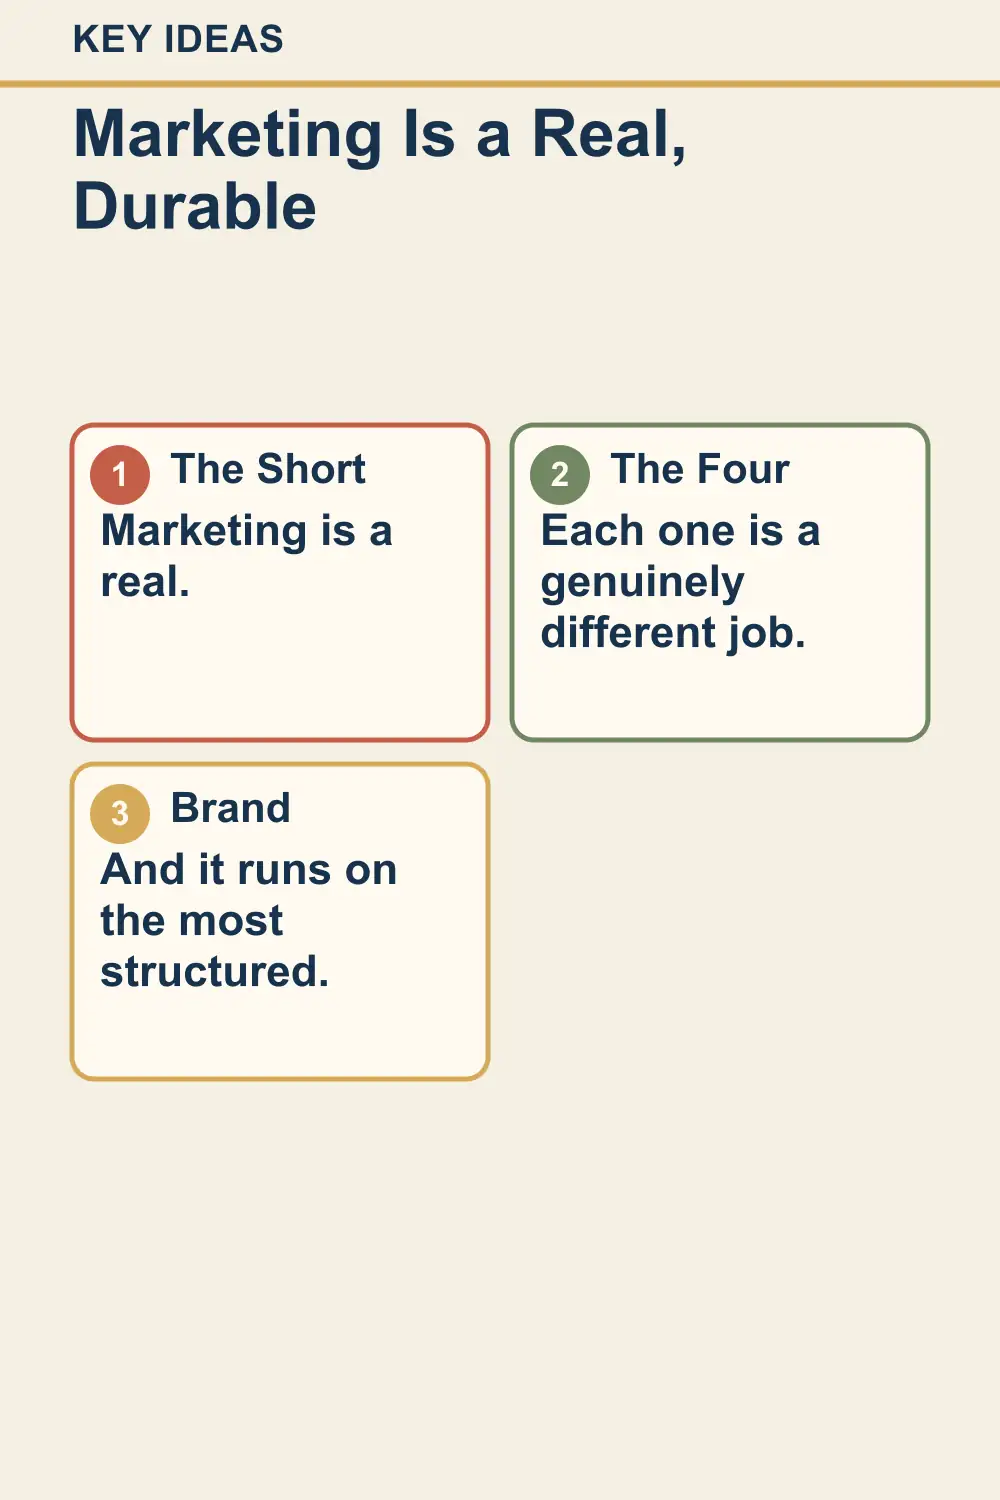 KEY IDEAS
Marketing Is a Real,
Durable
1 The Short
Marketing is a
real.
2 The Four
Each one is a
genuinely
different job.
3 Brand
And it runs on
the most
structured.